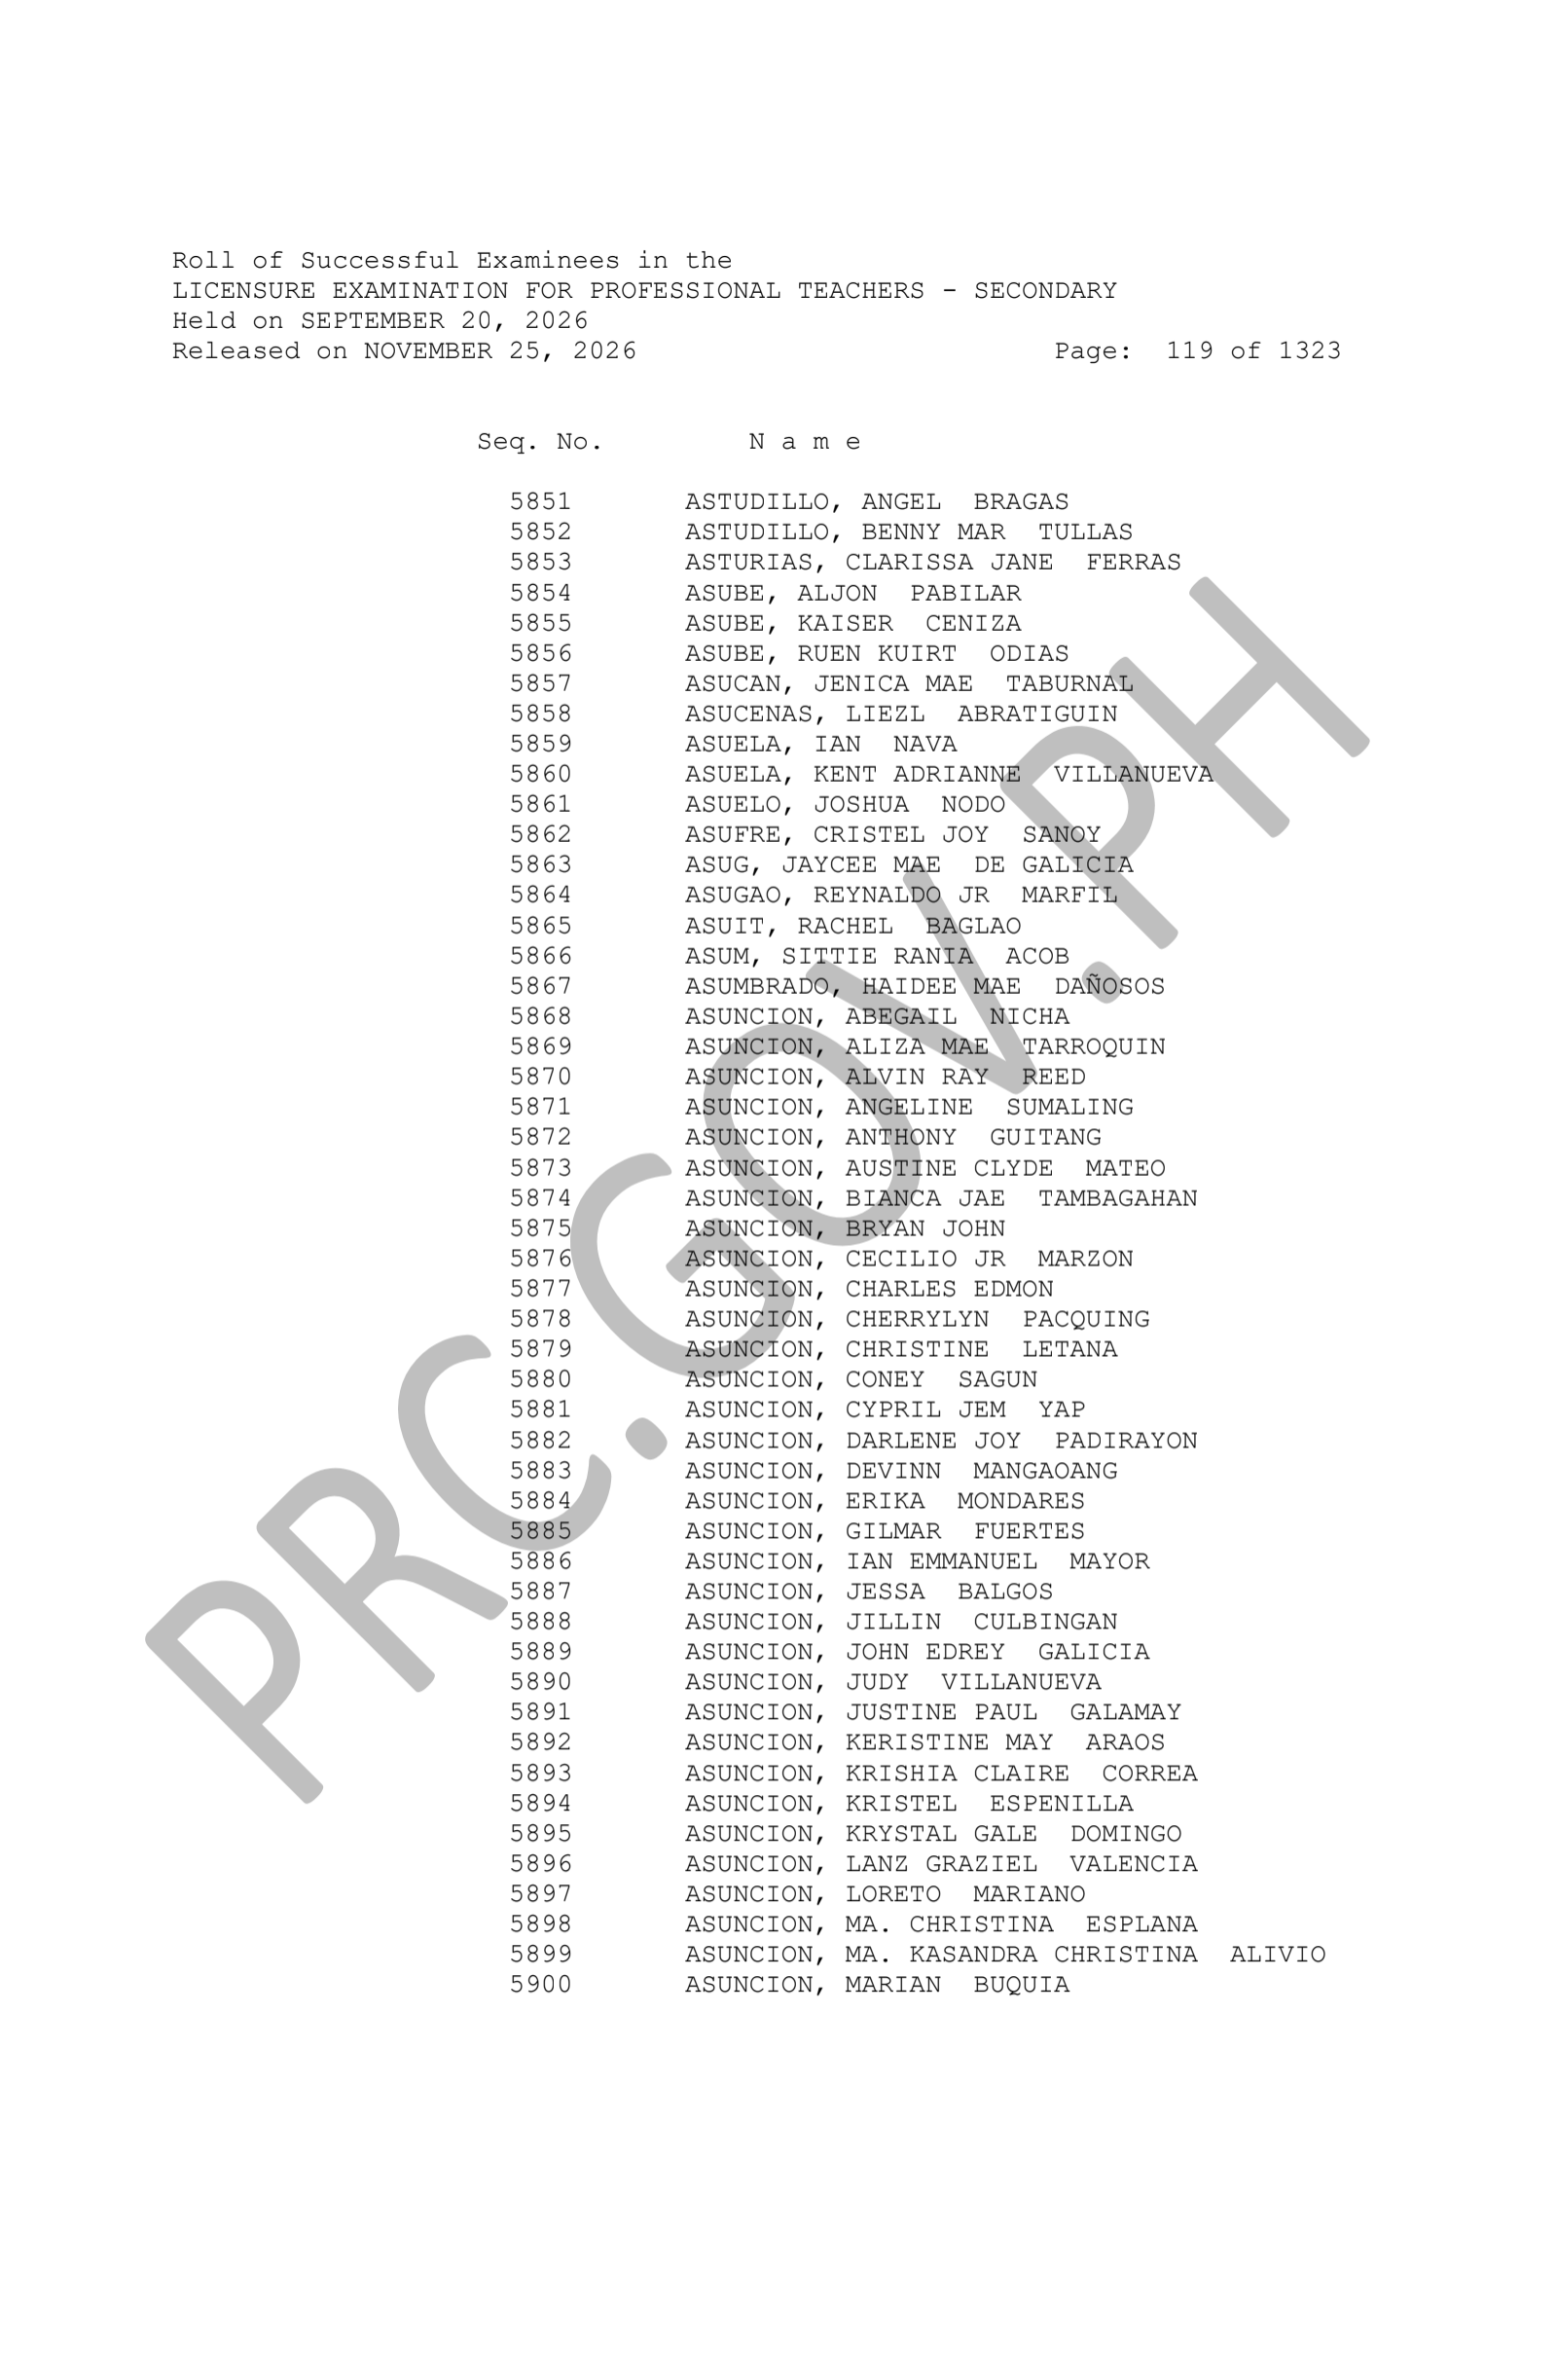 Roll of Successful Examinees in the
LICENSURE EXAMINATION FOR PROFESSIONAL TEACHERS - SECONDARY
Held on SEPTEMBER 20, 2026
Released on NOVEMBER 25, 2026 Page: 119 of 1323
Seq. No. N a m e
5851 ASTUDILLO, ANGEL BRAGAS
5852 ASTUDILLO, BENNY MAR TULLAS
5853 ASTURIAS, CLARISSA JANE FERRAS
5854 ASUBE, ALJON PABILAR
5855 ASUBE, KAISER CENIZA
5856 ASUBE, RUEN KUIRT ODIAS
5857 ASUCAN, JENICA MAE TABURNAL
5858 ASUCENAS, LIEZL ABRATIGUIN
5859 ASUELA, IAN NAVA
5860 ASUELA, KENT ADRIANNE VILLANUEVA
5861 ASUELO, JOSHUA NODO
5862 ASUFRE, CRISTEL JOY SANOY
5863 ASUG, JAYCEE MAE DE GALICIA
5864 ASUGAO, REYNALDO JR MARFIL
5865 ASUIT, RACHEL BAGLAO
5866 ASUM, SITTIE RANIA ACOB
5867 ASUMBRADO, HAIDEE MAE DAÑOSOS
5868 ASUNCION, ABEGAIL NICHA
5869 ASUNCION, ALIZA MAE TARROQUIN
5870 ASUNCION, ALVIN RAY REED
5871 ASUNCION, ANGELINE SUMALING
5872 ASUNCION, ANTHONY GUITANG
5873 ASUNCION, AUSTINE CLYDE MATEO
5874 ASUNCION, BIANCA JAE TAMBAGAHAN
5875 ASUNCION, BRYAN JOHN
5876 ASUNCION, CECILIO JR MARZON
5877 ASUNCION, CHARLES EDMON
5878 ASUNCION, CHERRYLYN PACQUING
5879 ASUNCION, CHRISTINE LETANA
5880 ASUNCION, CONEY SAGUN
5881 ASUNCION, CYPRIL JEM YAP
5882 ASUNCION, DARLENE JOY PADIRAYON
5883 ASUNCION, DEVINN MANGAOANG
5884 ASUNCION, ERIKA MONDARES
5885 ASUNCION, GILMAR FUERTES
5886 ASUNCION, IAN EMMANUEL MAYOR
5887 ASUNCION, JESSA BALGOS
5888 ASUNCION, JILLIN CULBINGAN
5889 ASUNCION, JOHN EDREY GALICIA
5890 ASUNCION, JUDY VILLANUEVA
5891 ASUNCION, JUSTINE PAUL GALAMAY
5892 ASUNCION, KERISTINE MAY ARAOS
5893 ASUNCION, KRISHIA CLAIRE CORREA
5894 ASUNCION, KRISTEL ESPENILLA
5895 ASUNCION, KRYSTAL GALE DOMINGO
5896 ASUNCION, LANZ GRAZIEL VALENCIA
5897 ASUNCION, LORETO MARIANO
5898 ASUNCION, MA. CHRISTINA ESPLANA
5899 ASUNCION, MA. KASANDRA CHRISTINA ALIVIO
5900 ASUNCION, MARIAN BUQUIA
PRC.GOV.PH